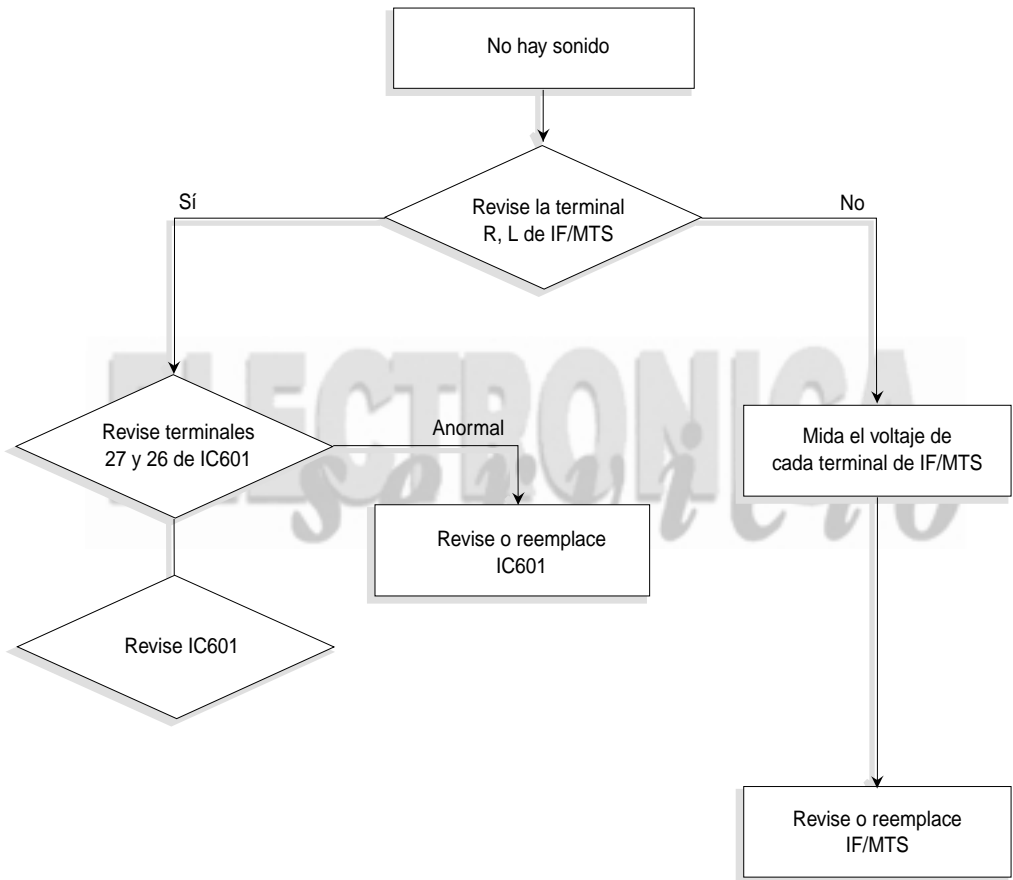 No hay sonido
Revise la terminal
R, L de IF/MTS
Sí
No
ELECTRONICA
servicio
Revise terminales
27 y 26 de IC601
Anormal
Mida el voltaje de
cada terminal de IF/MTS
Revise o reemplace
IC601
Revise IC601
Revise o reemplace
IF/MTS